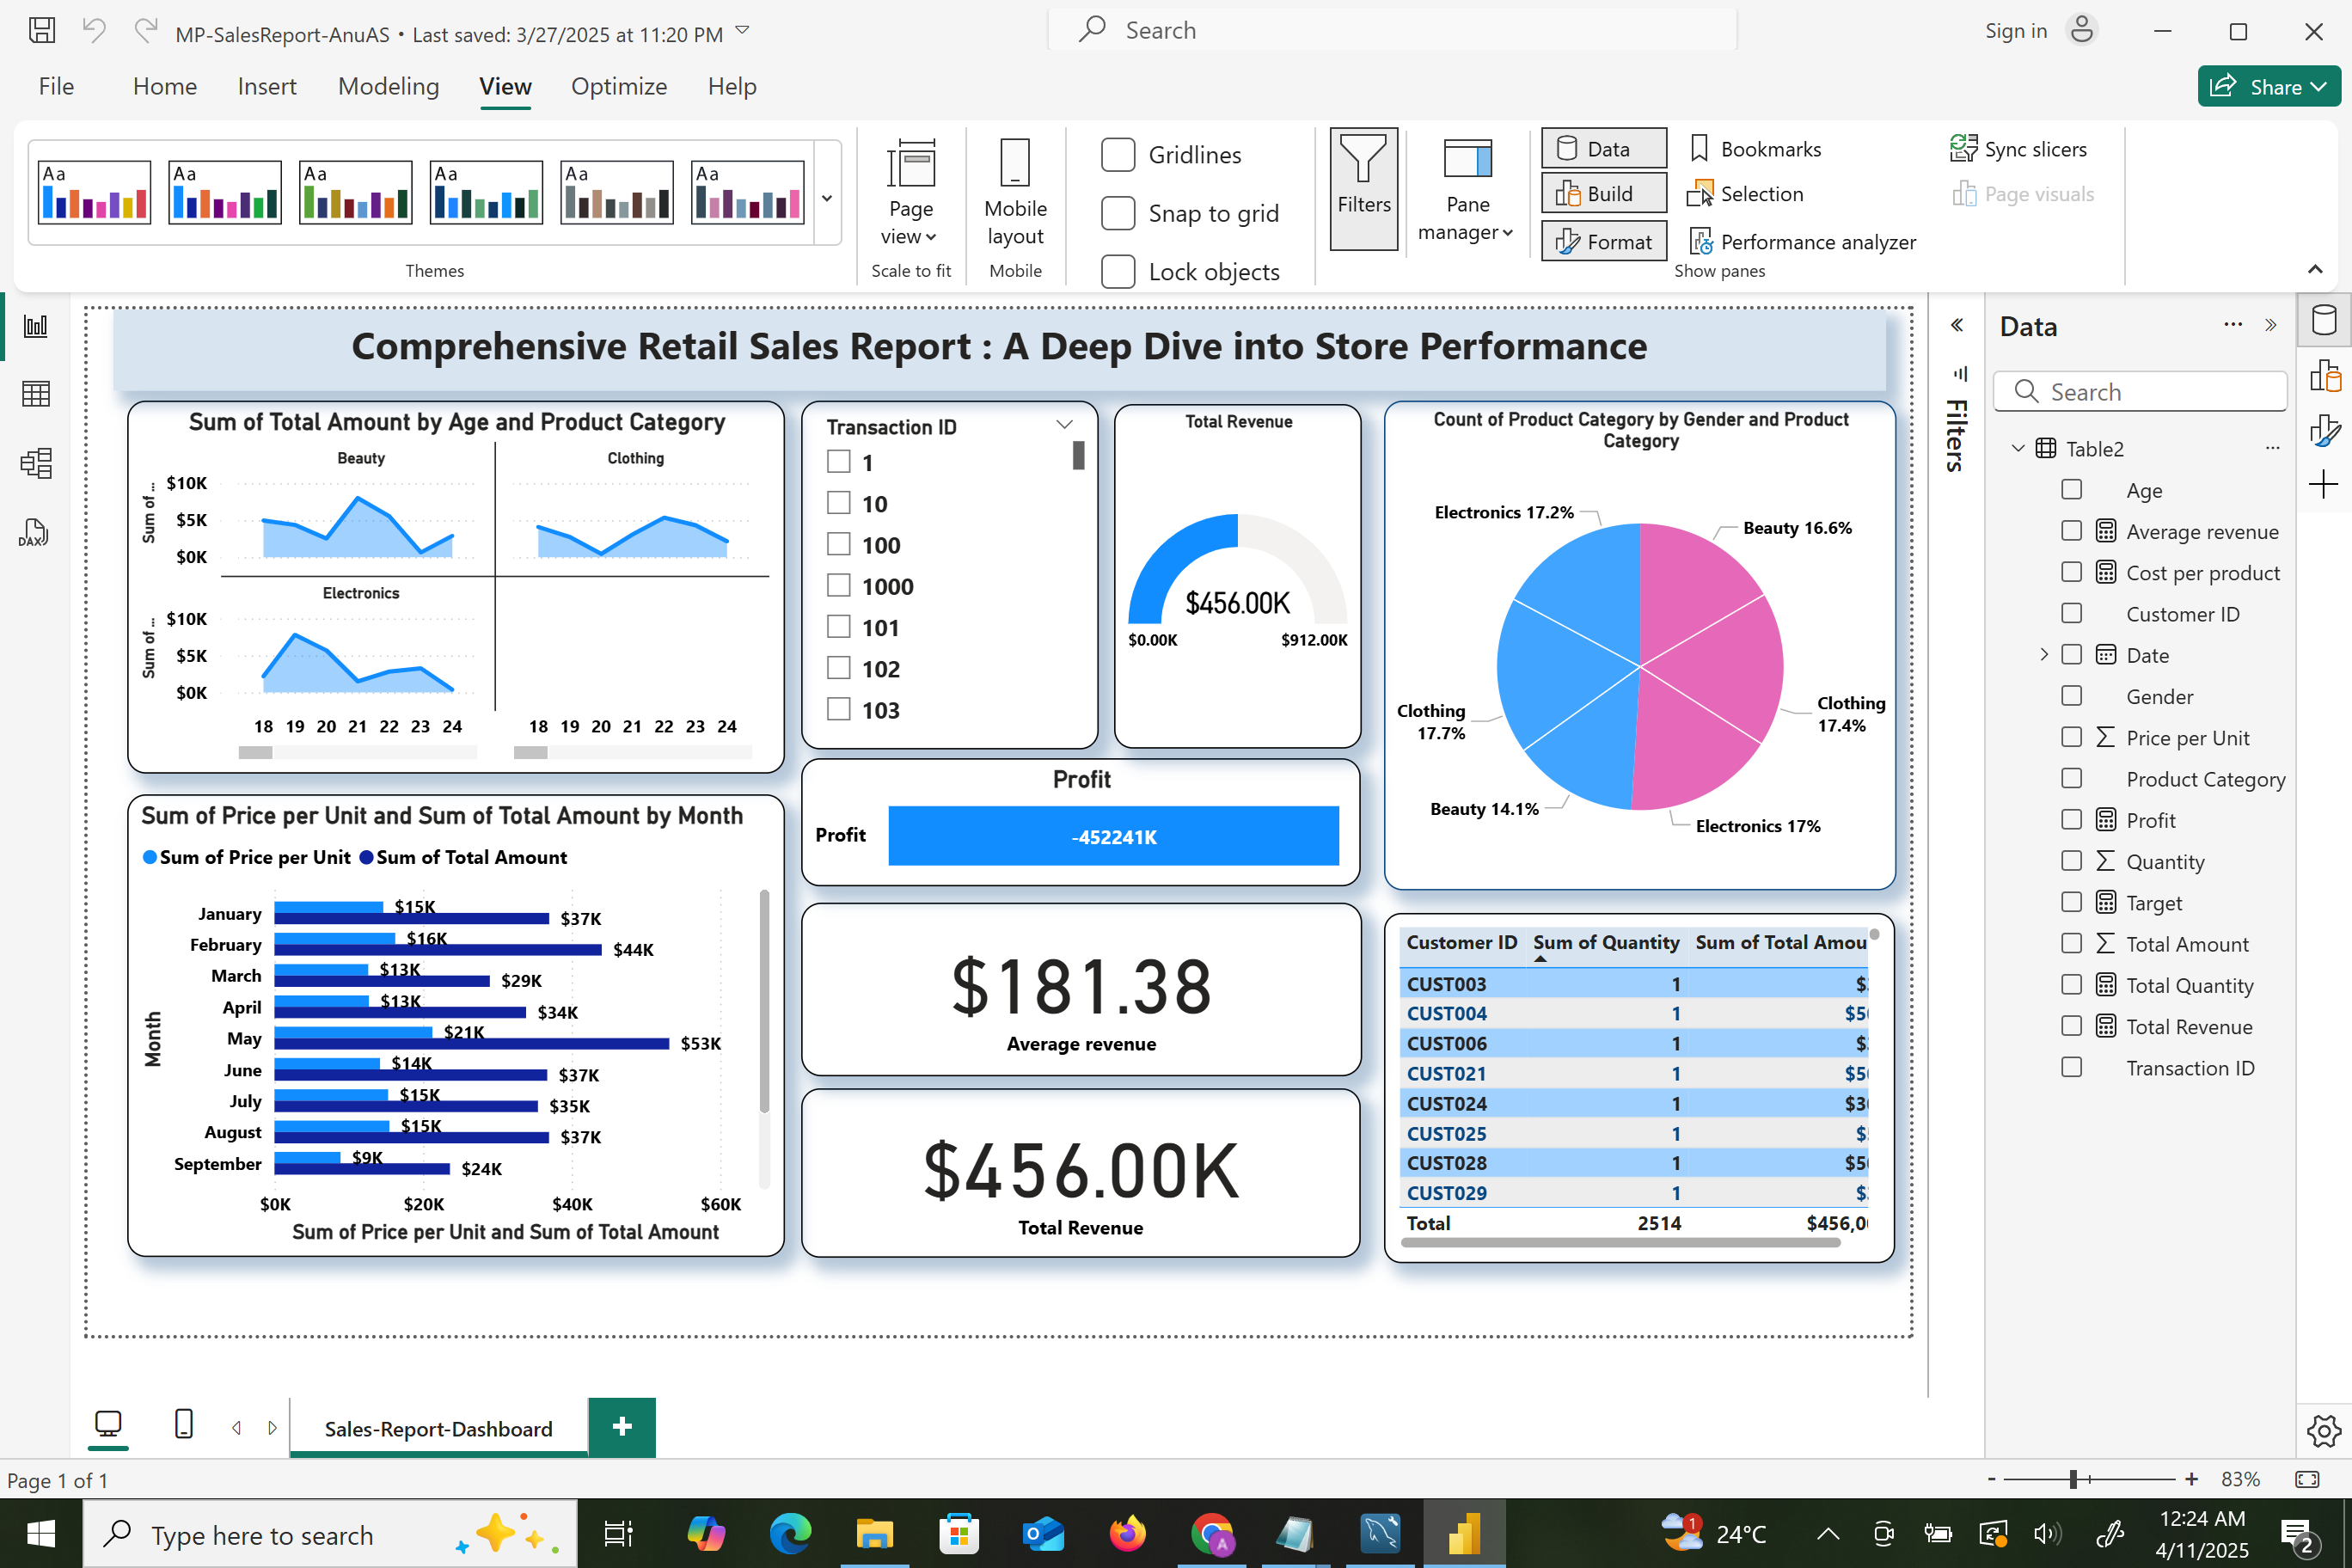 MP-SalesReport-AnuAS • Last saved: 3/27/2025 at 11:20 PM
Search
Sign in
File Home Insert Modeling View Optimize Help
Share
Aa Aa Aa Aa Aa Aa
Themes
Page view
Scale to fit
Mobile layout
Mobile
Gridlines
Snap to grid
Lock objects
Filters
Pane manager
Data
Build
Format
Bookmarks
Selection
Performance analyzer
Sync slicers
Page visuals
Show panes
DAX
Comprehensive Retail Sales Report : A Deep Dive into Store Performance
Sum of Total Amount by Age and Product Category
Beauty
Clothing
Sum of ...
$10K
$5K
$0K
Electronics
Sum of ...
$10K
$5K
$0K
18 19 20 21 22 23 24
18 19 20 21 22 23 24
Transaction ID
1
10
100
1000
101
102
103
Total Revenue
$456.00K
$0.00K
$912.00K
Count of Product Category by Gender and Product
Category
Electronics 17.2%
Beauty 16.6%
Clothing
17.7%
Clothing
17.4%
Beauty 14.1%
Electronics 17%
Sum of Price per Unit and Sum of Total Amount by Month
Sum of Price per Unit Sum of Total Amount
Month
January $15K $37K
February $16K $44K
March $13K $29K
April $13K $34K
May $21K $53K
June $14K $37K
July $15K $35K
August $15K $37K
September $9K $24K
$0K $20K $40K $60K
Sum of Price per Unit and Sum of Total Amount
Profit
Profit -452241K
$181.38
Average revenue
$456.00K
Total Revenue
Customer ID Sum of Quantity Sum of Total Amou
CUST003 1
CUST004 1
CUST006 1
CUST021 1
CUST024 1
CUST025 1
CUST028 1
CUST029 1
Total 2514 $456,0
Filters
Data
Search
Table2
Age
Average revenue
Cost per product
Customer ID
Date
Gender
Price per Unit
Product Category
Profit
Quantity
Target
Total Amount
Total Quantity
Total Revenue
Transaction ID
Sales-Report-Dashboard
Page 1 of 1
- + 83%
Type here to search
A
1
24°C
12:24 AM
4/11/2025
2